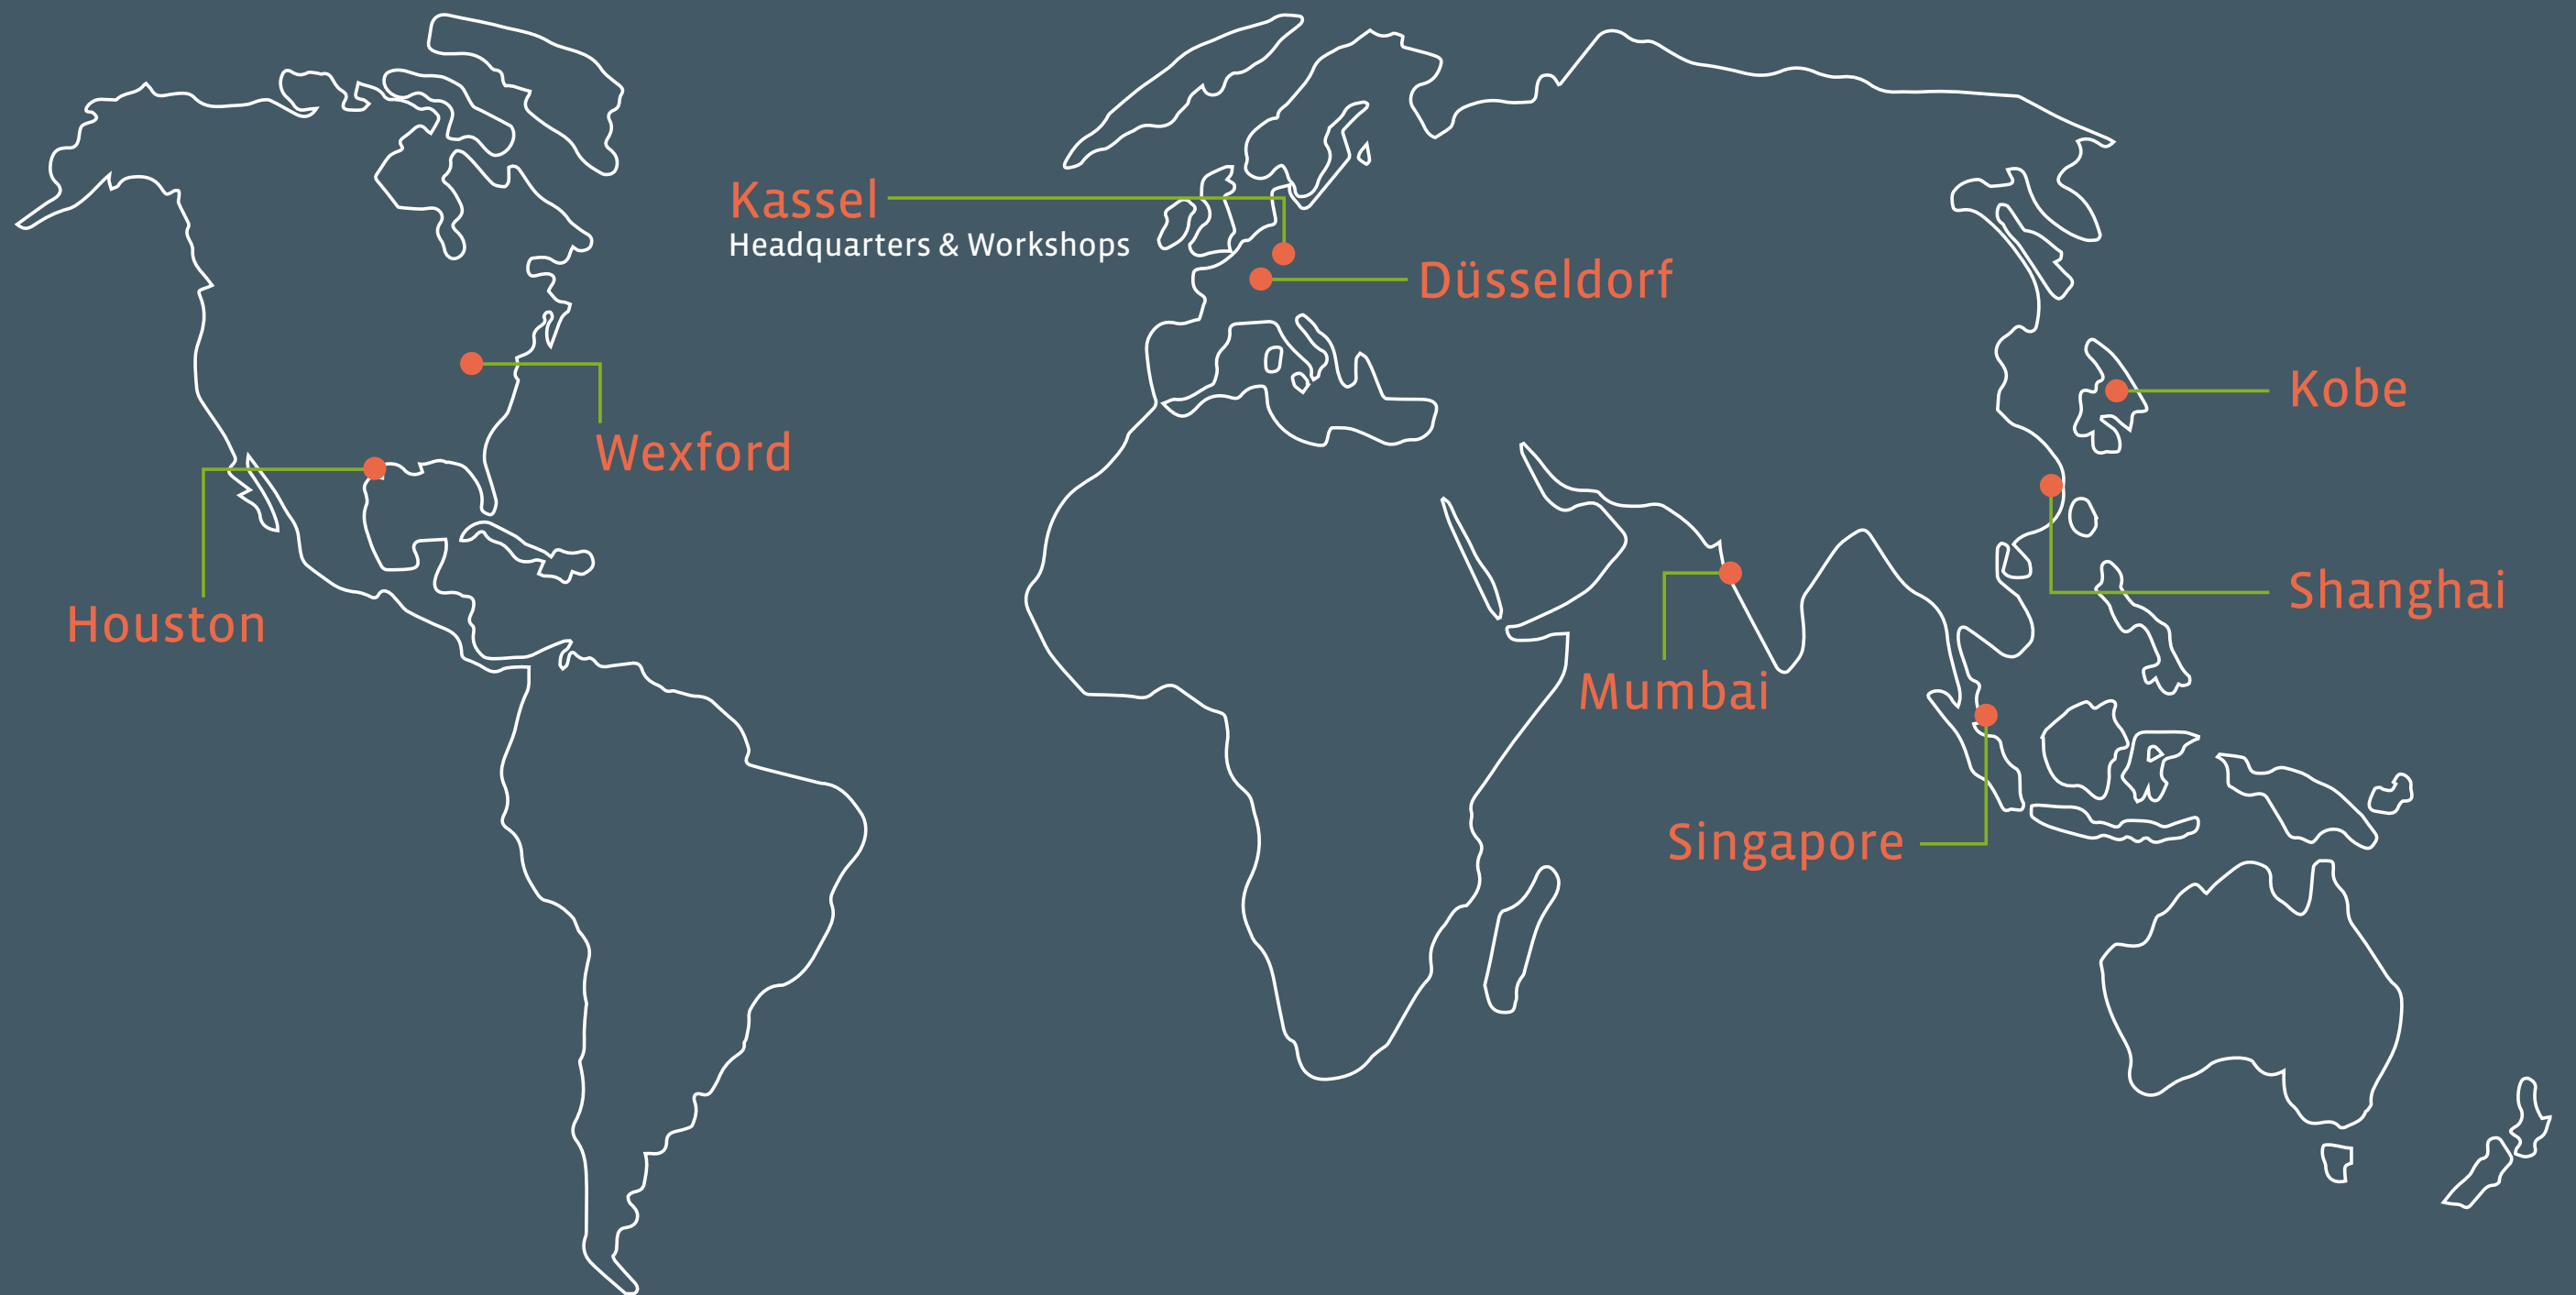 Kassel
Headquarters & Workshops
Düsseldorf
Kobe
Wexford
Houston
Shanghai
Mumbai
Singapore